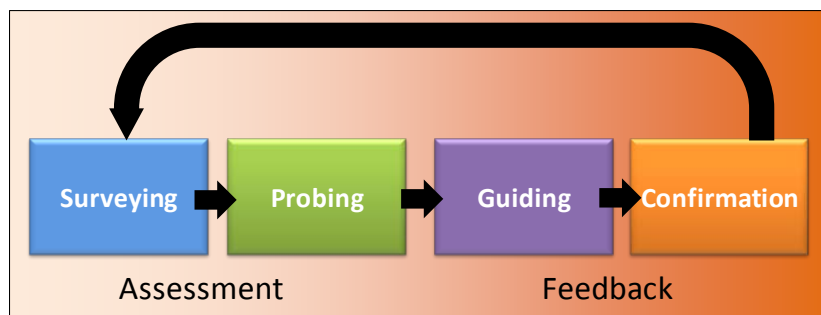 Surveying
Probing
Guiding
Confirmation
Assessment
Feedback